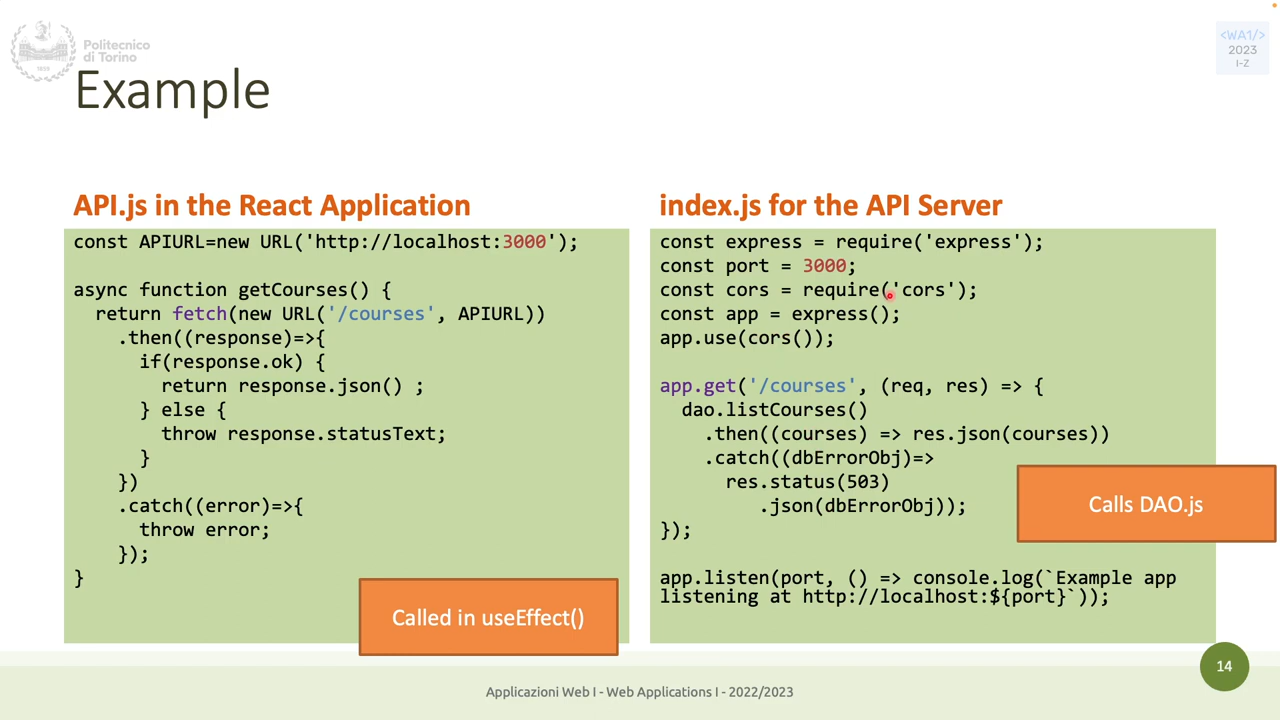 Politecnico
di Torino
1859
<WA1/>
2023
I-Z
Example
API.js in the React Application
const APIURL=new URL('http://localhost:3000');
async function getCourses() {
return fetch(new URL('/courses', APIURL))
.then((response)=>{
if(response.ok) {
return response.json() ;
} else {
throw response.statusText;
}
})
.catch((error)=>{
throw error;
});
}
Called in useEffect()
index.js for the API Server
const express = require('express');
const port = 3000;
const cors = require('cors');
const app = express();
app.use(cors());
app.get('/courses', (req, res) => {
dao.listCourses()
.then((courses) => res.json(courses))
.catch((dbErrorObj)=>
res.status(503)
.json(dbErrorObj));
});
Calls DAO.js
app.listen(port, () => console.log(`Example app
listening at http://localhost:${port}`));
14
Applicazioni Web I - Web Applications I - 2022/2023